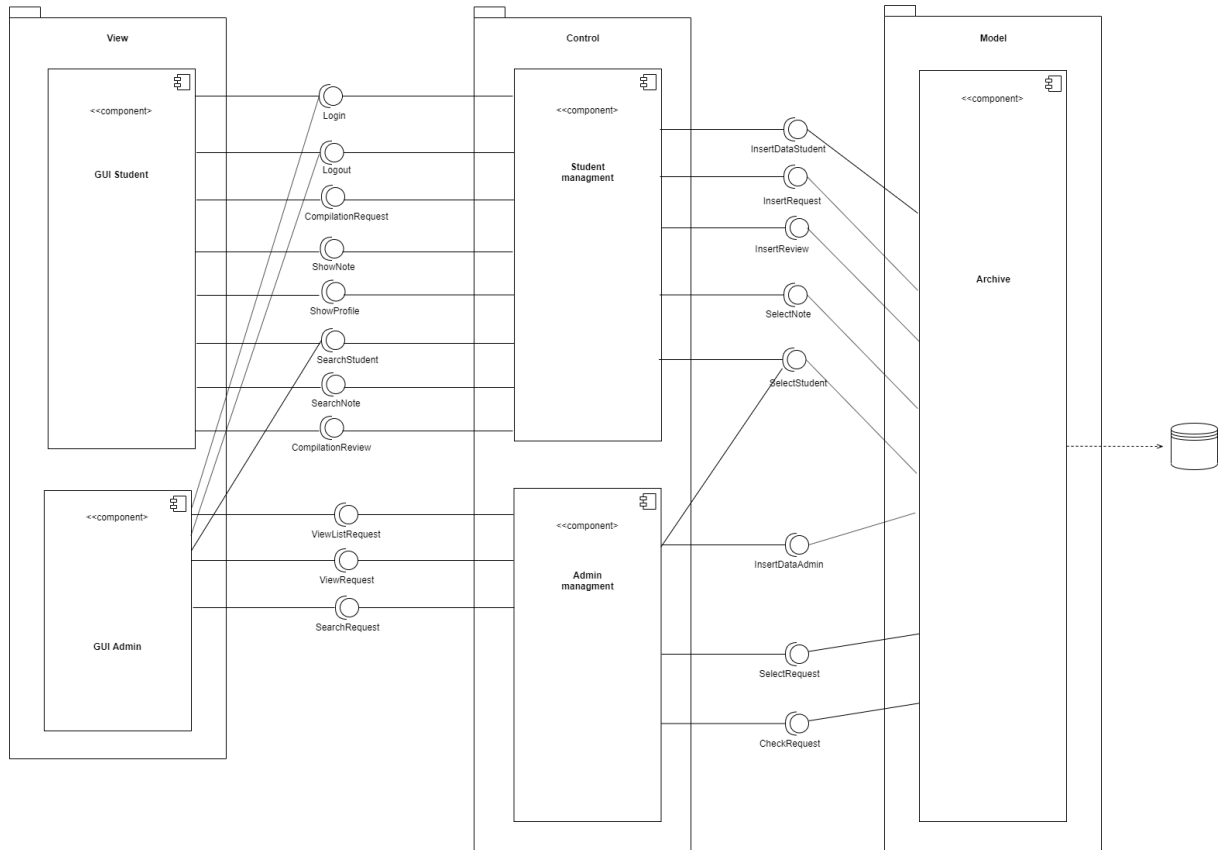 View
<<component>>
GUI Student
Login
Logout
CompilationRequest
ShowNote
ShowProfile
SearchStudent
SearchNote
CompilationReview
<<component>>
GUI Admin
ViewListRequest
ViewRequest
SearchRequest
Control
<<component>>
Student
managment
<<component>>
Admin
managment
InsertDataStudent
InsertRequest
InsertReview
SelectNote
SelectStudent
InsertDataAdmin
SelectRequest
CheckRequest
Model
<<component>>
Archive